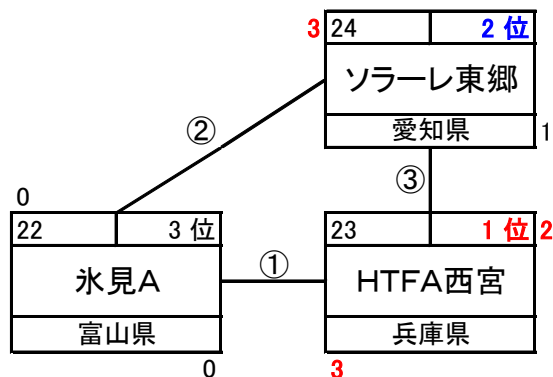 3 24 2 位
ソラーレ東郷
愛知県 1
②
③
0
22 3 位
氷見A
富山県
0
①
23 1 位 2
HTFA西宮
兵庫県
3